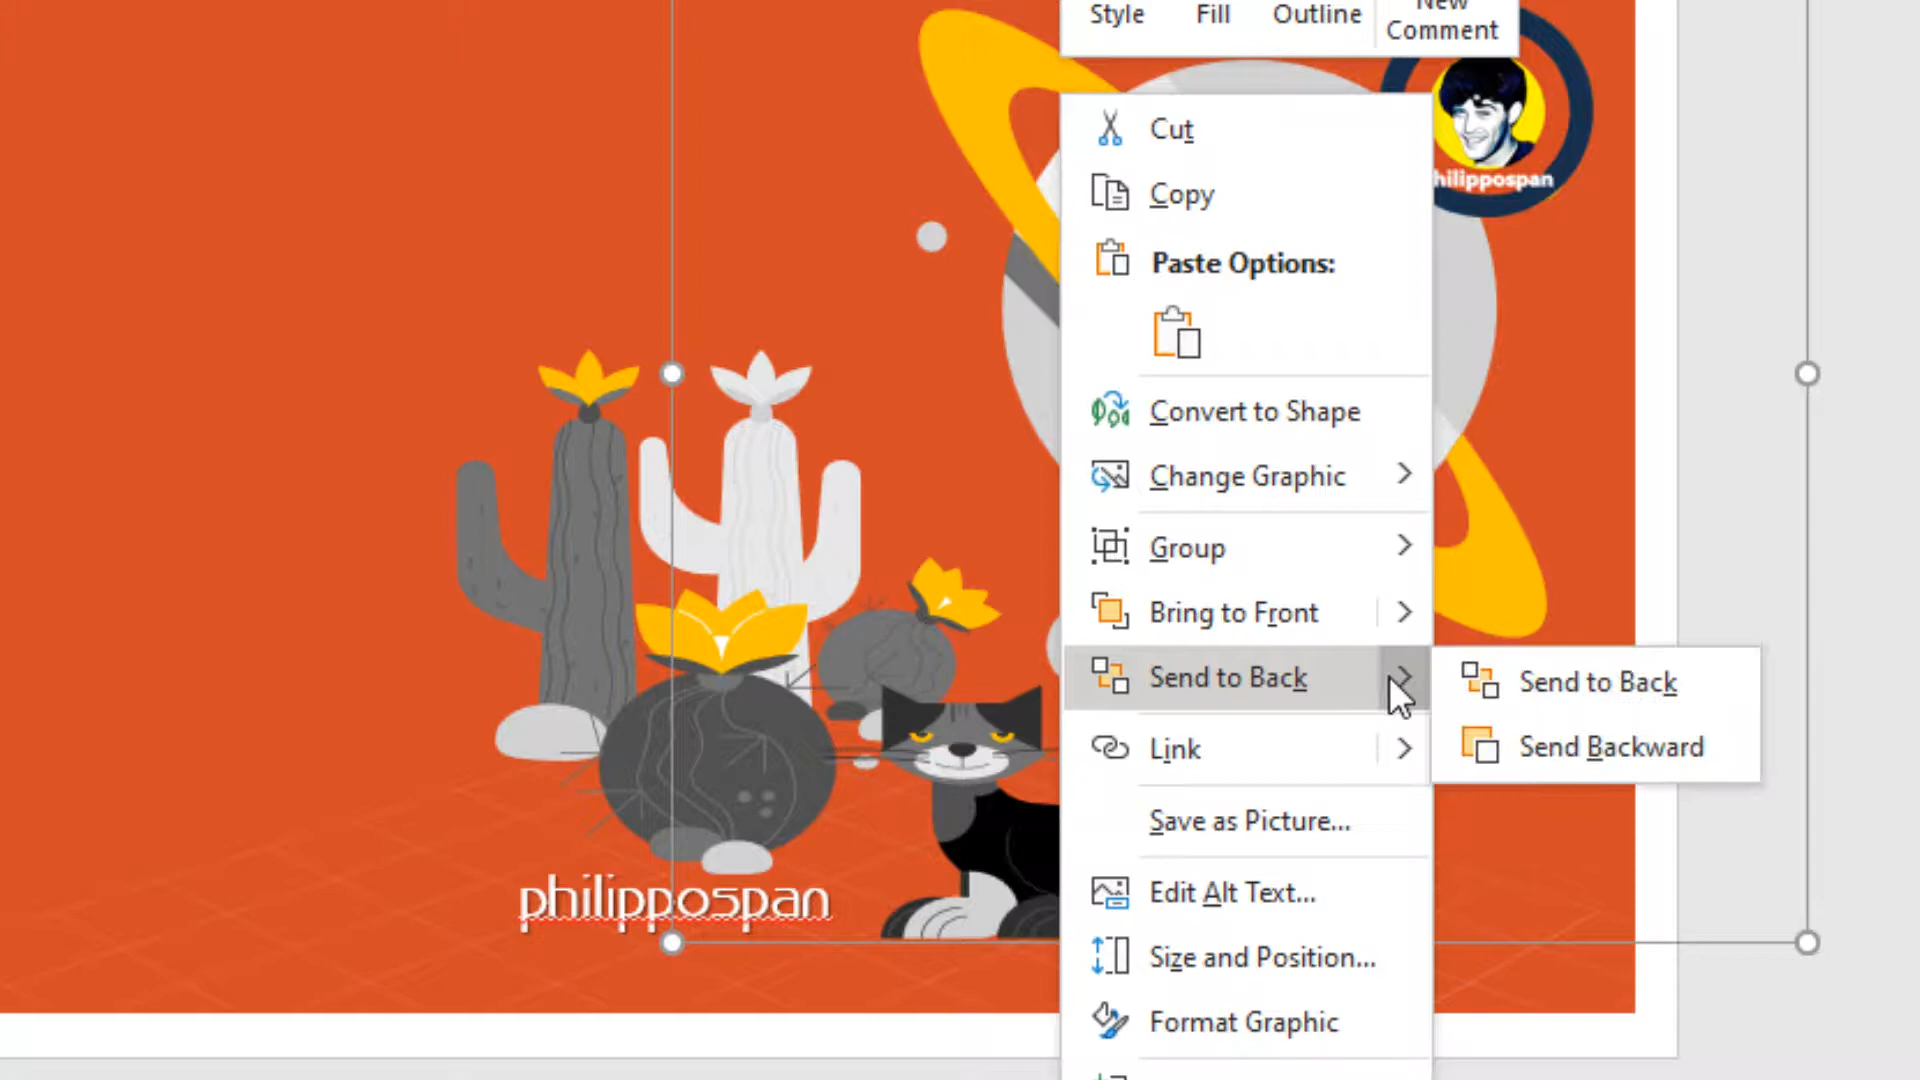 Style Fill Outline New Comment
Cut
Copy
Paste Options:
Convert to Shape
Change Graphic
Group
Bring to Front
Send to Back
Link
Save as Picture...
Edit Alt Text...
Size and Position...
Format Graphic
Send to Back
Send Backward
hilippospan
philippospan